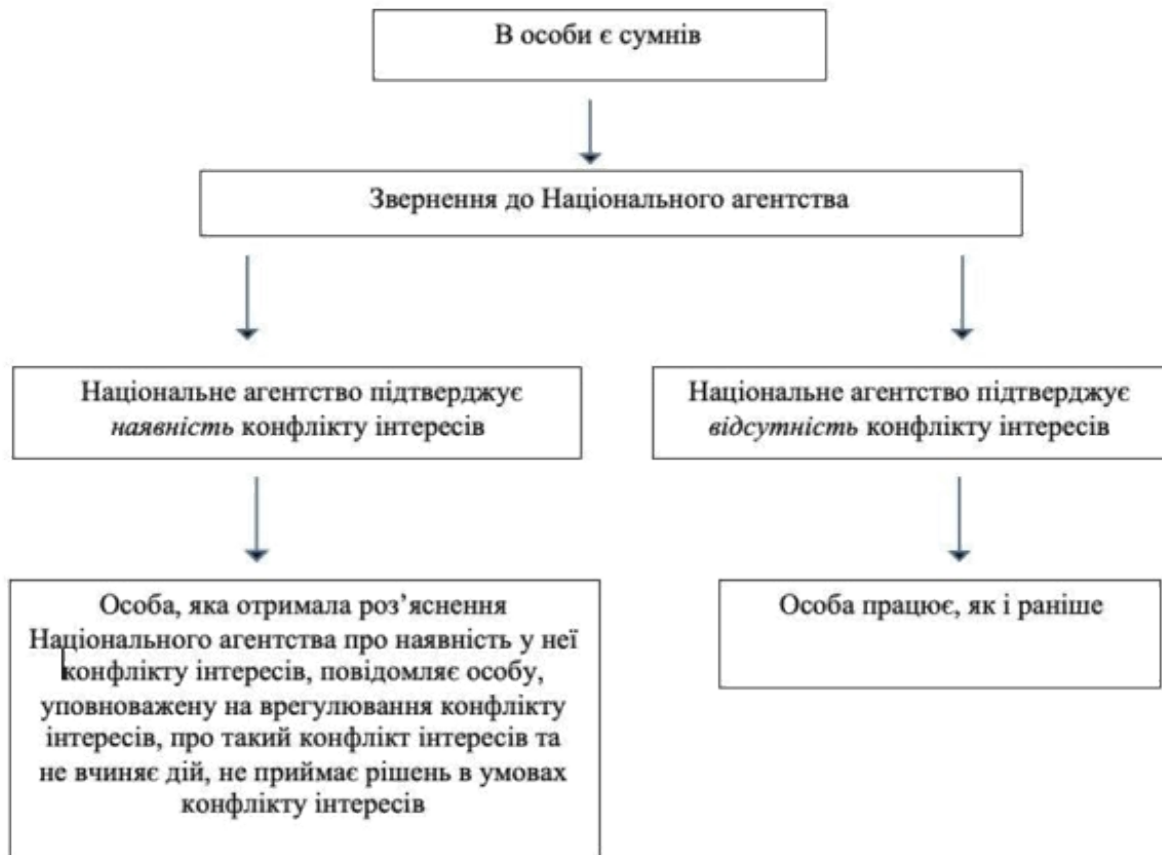 В особи є сумнів
Звернення до Національного агентства
Національне агентство підтверджує
наявність конфлікту інтересів
Національне агентство підтверджує
відсутність конфлікту інтересів
Особа, яка отримала роз’яснення
Національного агентства про наявність у неї
конфлікту інтересів, повідомляє особу,
уповноважену на врегулювання конфлікту
інтересів, про такий конфлікт інтересів та
не вчиняє дій, не приймає рішень в умовах
конфлікту інтересів
Особа працює, як і раніше